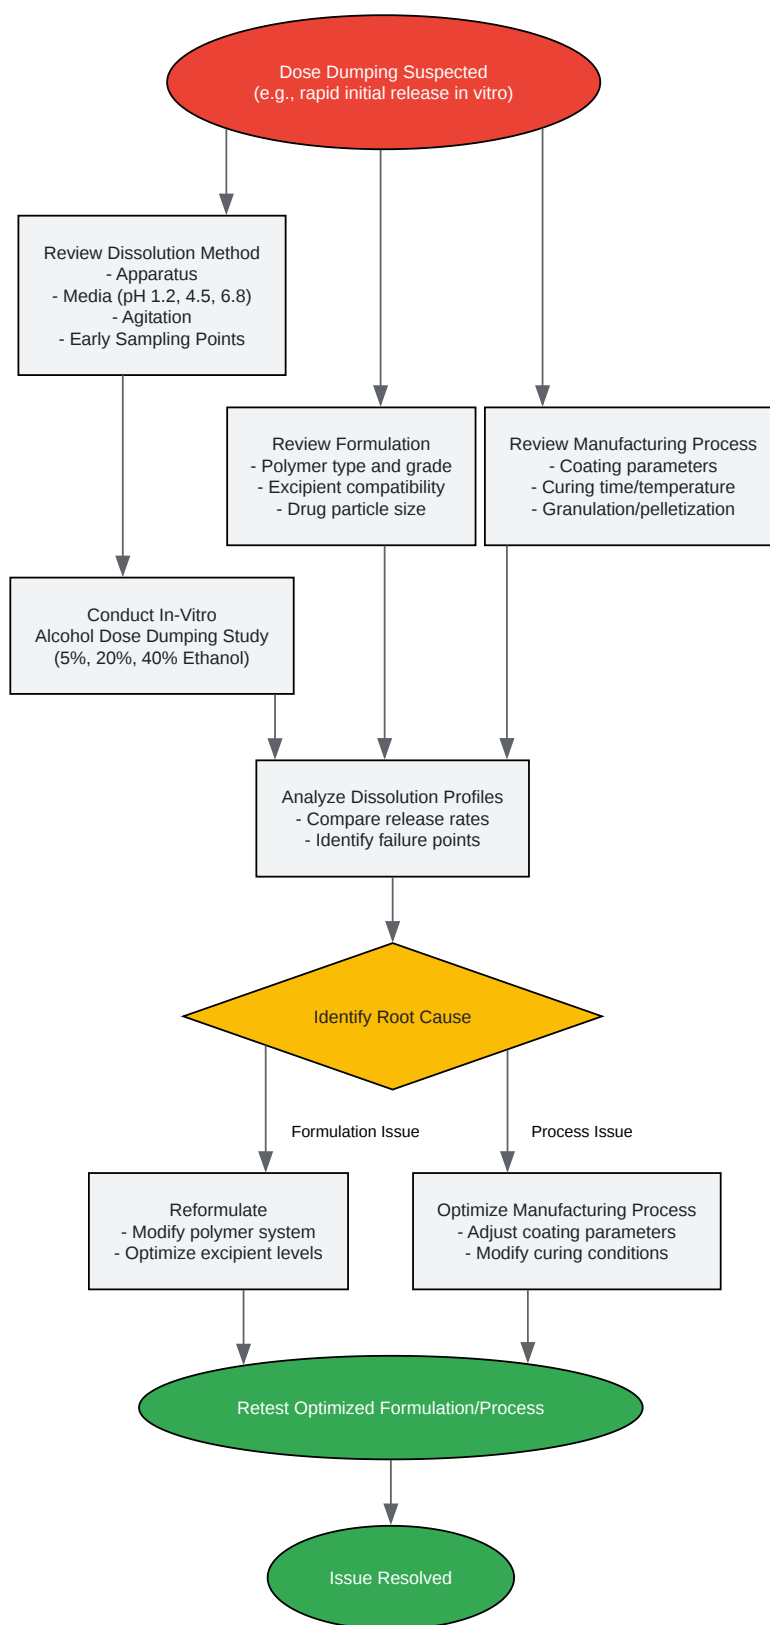 Dose Dumping Suspected
(e.g., rapid initial release in vitro)
Review Dissolution Method
- Apparatus
- Media (pH 1.2, 4.5, 6.8)
- Agitation
- Early Sampling Points
Review Formulation
- Polymer type and grade
- Excipient compatibility
- Drug particle size
Review Manufacturing Process
- Coating parameters
- Curing time/temperature
- Granulation/pelletization
Conduct In-Vitro
Alcohol Dose Dumping Study
(5%, 20%, 40% Ethanol)
Analyze Dissolution Profiles
- Compare release rates
- Identify failure points
Identify Root Cause
Formulation Issue
Process Issue
Reformulate
- Modify polymer system
- Optimize excipient levels
Optimize Manufacturing Process
- Adjust coating parameters
- Modify curing conditions
Retest Optimized Formulation/Process
Issue Resolved